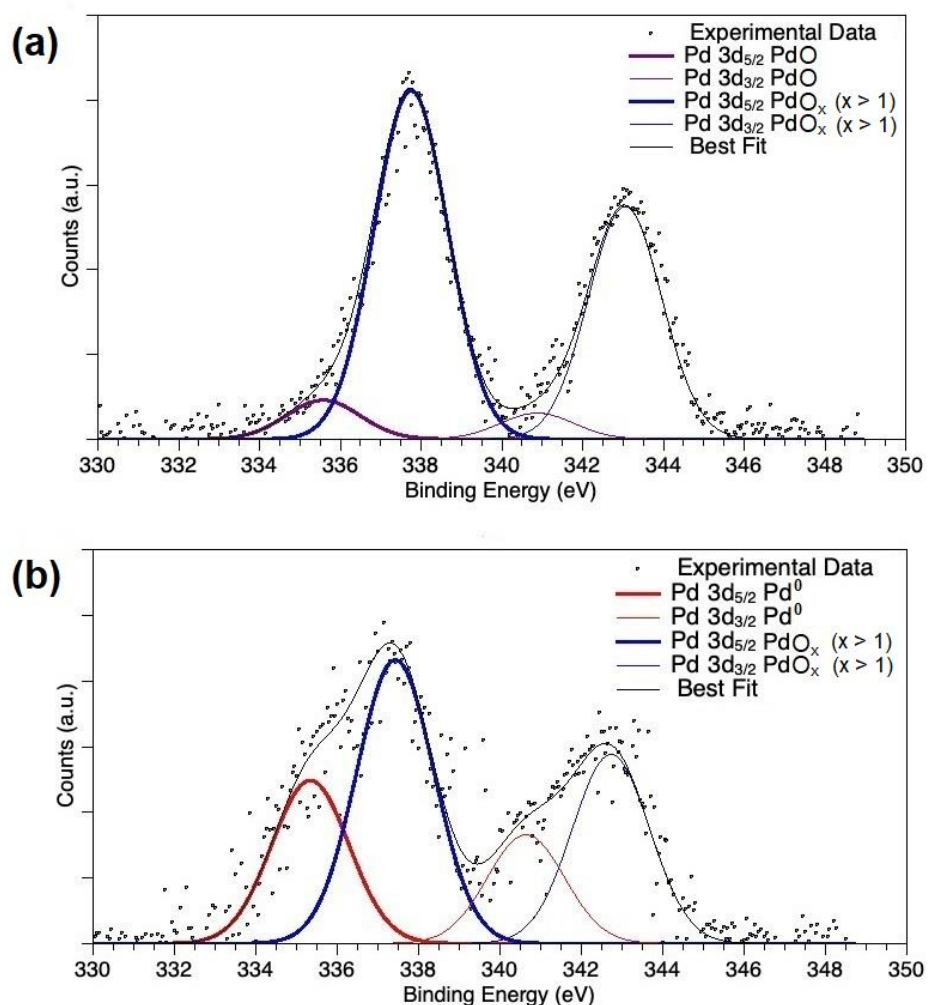 (a)
Experimental Data
Pd 3d5/2 PdO
Pd 3d3/2 PdO
Pd 3d5/2 PdOx (x > 1)
Pd 3d3/2 PdOx (x > 1)
Best Fit
Counts (a.u.)
330 332 334 336 338 340 342 344 346 348 350
Binding Energy (eV)
(b)
Experimental Data
Pd 3d5/2 Pd0
Pd 3d3/2 Pd0
Pd 3d5/2 PdOx (x > 1)
Pd 3d3/2 PdOx (x > 1)
Best Fit
Counts (a.u.)
330 332 334 336 338 340 342 344 346 348 350
Binding Energy (eV)